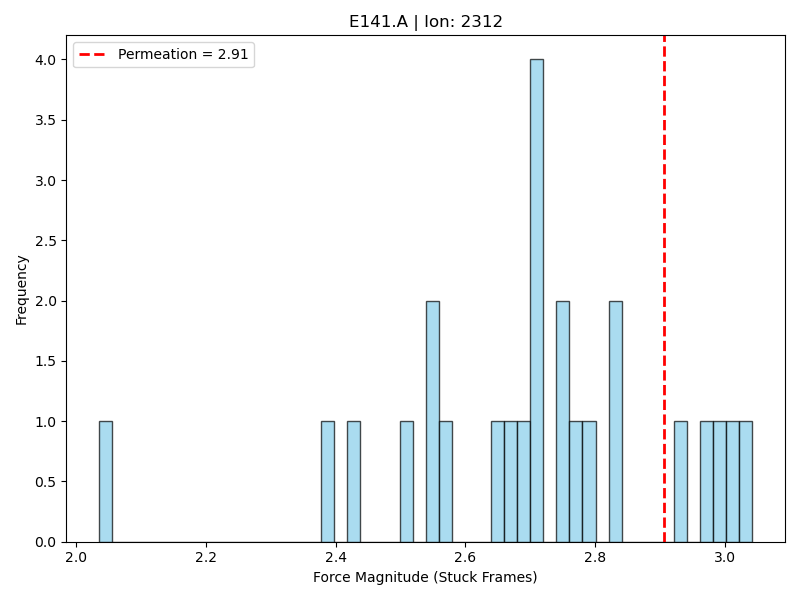 E141.A | Ion: 2312
Permeation = 2.91
4.0
3.5
3.0
2.5
2.0
1.5
1.0
0.5
0.0
Frequency
2.0 2.2 2.4 2.6 2.8 3.0
Force Magnitude (Stuck Frames)